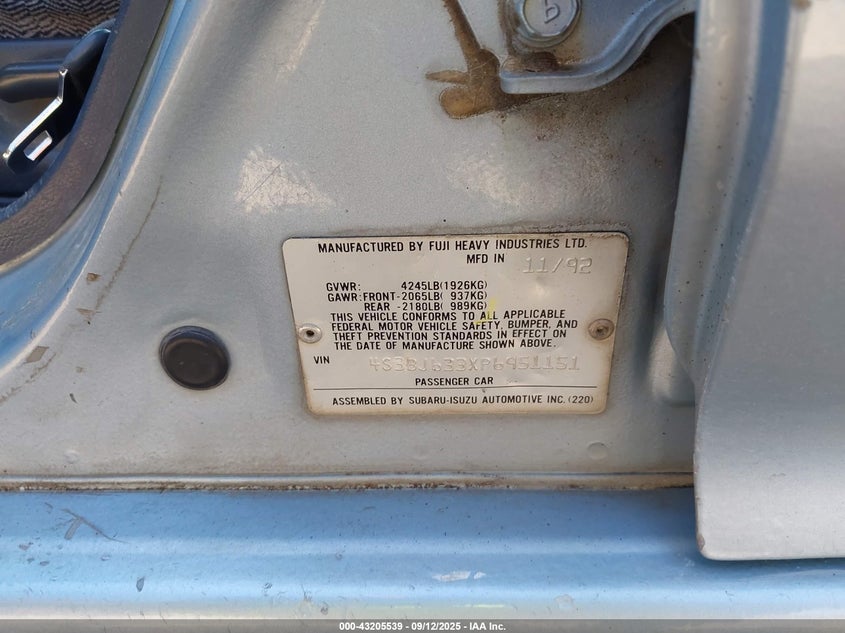 6
MANUFACTURED BY FUJI HEAVY INDUSTRIES LTD.
MFD IN 11/92
GVWR: 4245LB(1926KG)
GAWR:FRONT-2065LB( 937KG)
REAR -2180LB( 989KG)
THIS VEHICLE CONFORMS TO ALL APPLICABLE
FEDERAL MOTOR VEHICLE SAFETY, BUMPER, AND
THEFT PREVENTION STANDARDS IN EFFECT ON
THE DATE OF MANUFACTURE SHOWN ABOVE.
VIN 4S3BJ633XP6951151
PASSENGER CAR
ASSEMBLED BY SUBARU-ISUZU AUTOMOTIVE INC.(220)
000-43205539 - 09/12/2025 - IAA Inc.